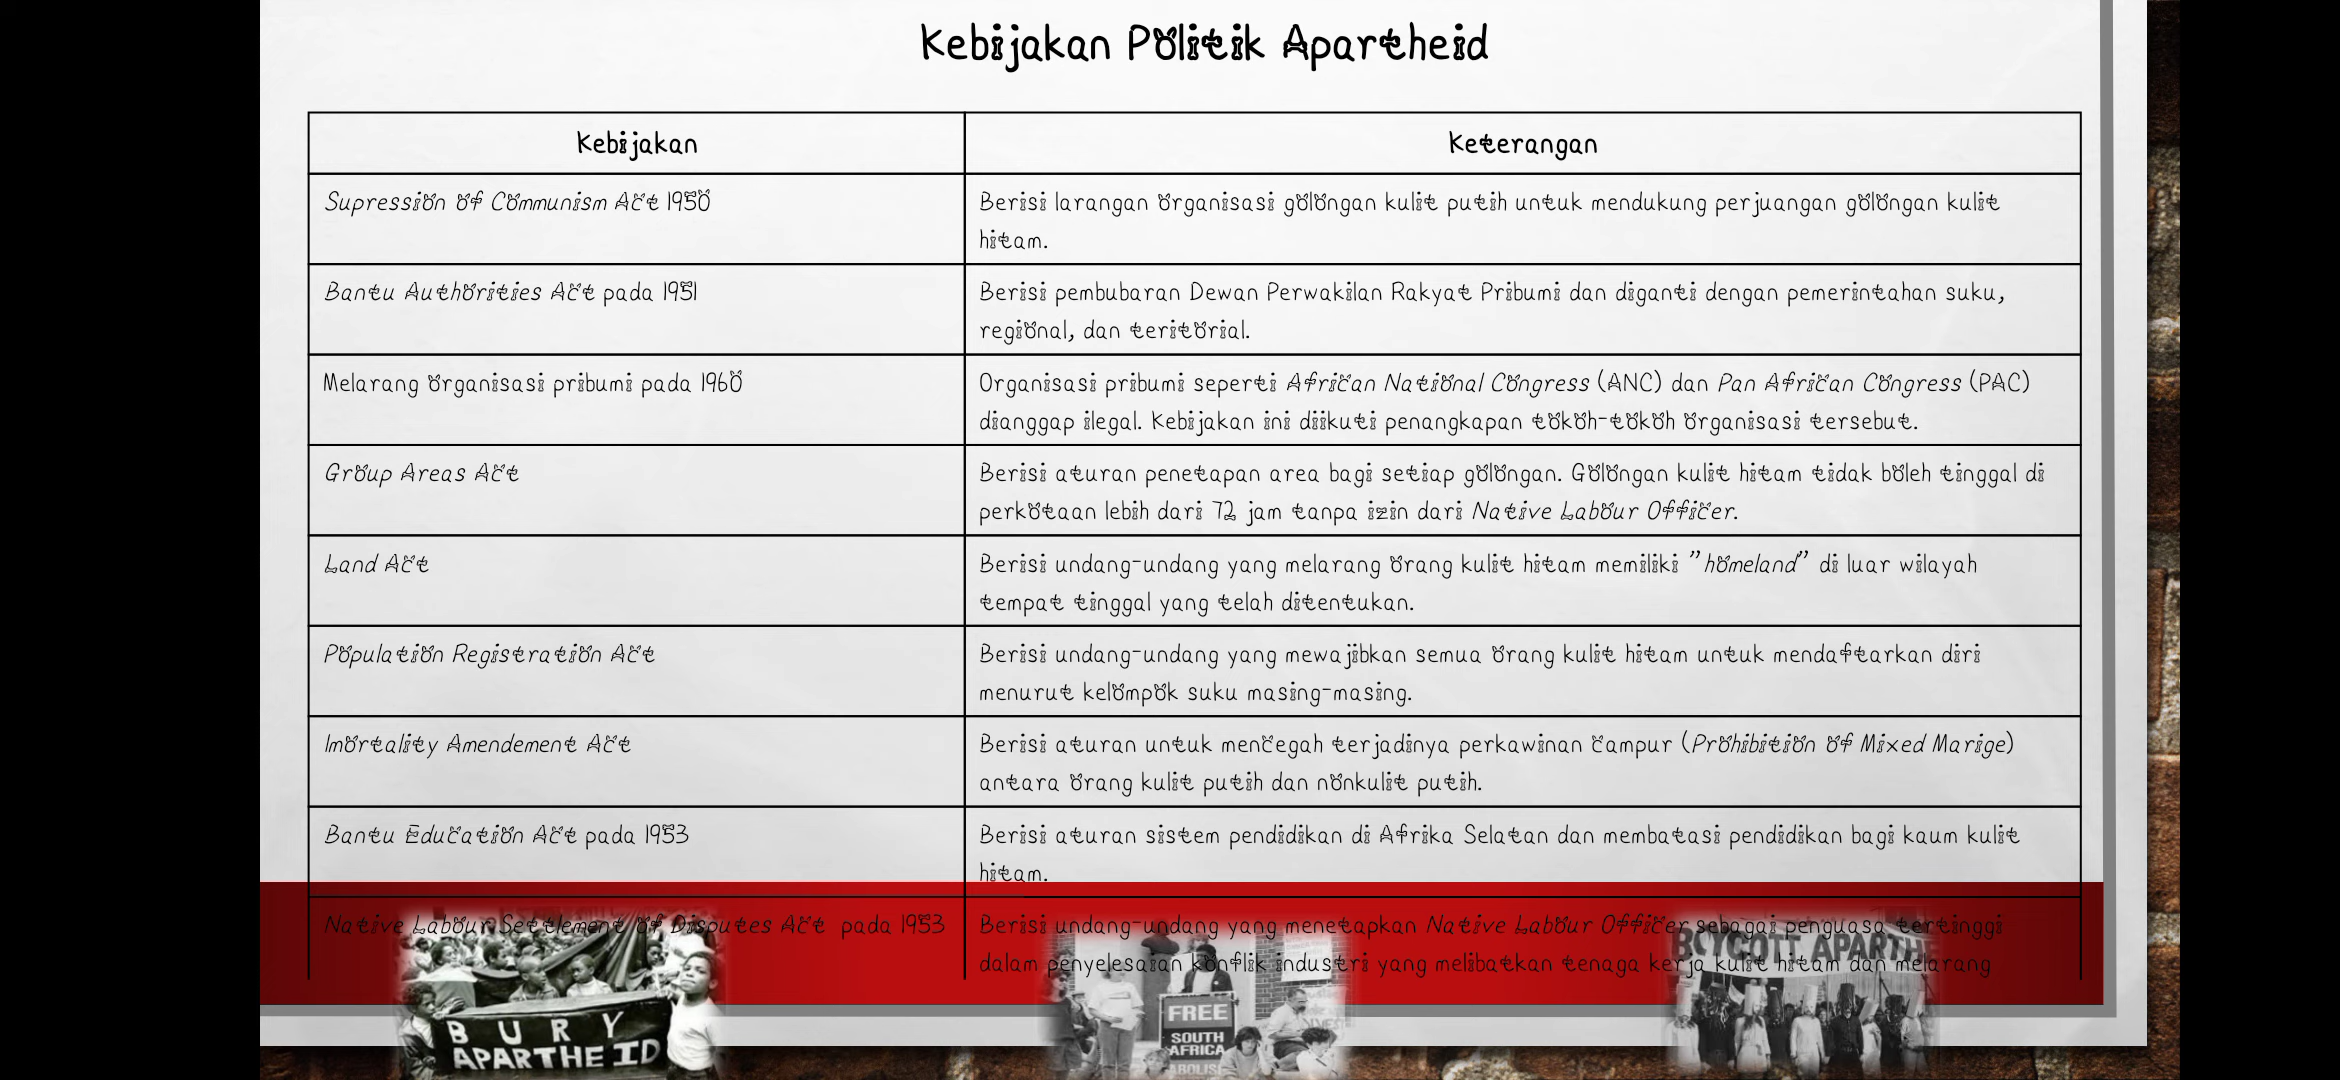 Kebijakan Politik Apartheid
Kebijakan
Keterangan
Supression of Communism Act 1950
Berisi larangan organisasi golongan kulit putih untuk mendukung perjuangan golongan kulit
hitam.
Bantu Authorities Act pada 1951
Berisi pembubaran Dewan Perwakilan Rakyat Pribumi dan diganti dengan pemerintahan suku,
regional, dan teritorial.
Melarang organisasi pribumi pada 1960
Organisasi pribumi seperti African National Congress (ANC) dan Pan African Congress (PAC)
dianggap ilegal. Kebijakan ini diikuti penangkapan tokoh-tokoh organisasi tersebut.
Group Areas Act
Berisi aturan penetapan area bagi setiap golongan. Golongan kulit hitam tidak boleh tinggal di
perkotaan lebih dari 72 jam tanpa izin dari Native Labour Officer.
Land Act
Berisi undang-undang yang melarang orang kulit hitam memiliki ”homeland” di luar wilayah
tempat tinggal yang telah ditentukan.
Population Registration Act
Berisi undang-undang yang mewajibkan semua orang kulit hitam untuk mendaftarkan diri
menurut kelompok suku masing-masing.
Imortality Amendement Act
Berisi aturan untuk mencegah terjadinya perkawinan campur (Prohibition of Mixed Marige)
antara orang kulit putih dan nonkulit putih.
Bantu Education Act pada 1953
Berisi aturan sistem pendidikan di Afrika Selatan dan membatasi pendidikan bagi kaum kulit
hitam.
Native Labour Settlement of Disputes Act pada 1953
Berisi undang-undang yang menetapkan Native Labour Officer sebagai penguasa tertinggi
dalam penyelesaian konflik industri yang melibatkan tenaga kerja kulit hitam dan melarang
BURY
APARTHEID
FREE
SOUTH
AFRICA
BOYCOTT APARTH